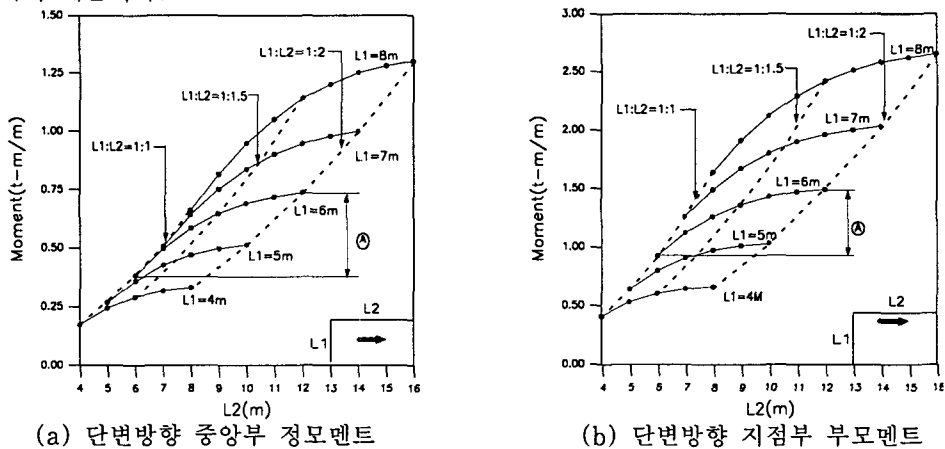 Moment(t-m/m)
1.50
1.25
1.00
0.75
0.50
0.25
0.00
L1:L2=1:2
L1=8m
L1:L2=1:1.5
L1:L2=1:1
L1=7m
L1=6m
Ⓐ
L1=5m
L1=4m
L2
L1
4 5 6 7 8 9 10 11 12 13 14 15 16
L2(m)
(a) 단변방향 중앙부 정모멘트
Moment(t-m/m)
3.00
2.50
2.00
1.50
1.00
0.50
0.00
L1:L2=1:2
L1=8m
L1:L2=1:1.5
L1:L2=1:1
L1=7m
L1=6m
Ⓐ
L1=5m
L1=4M
L2
L1
4 5 6 7 8 9 10 11 12 13 14 15 16
L2(m)
(b) 단변방향 지점부 부모멘트